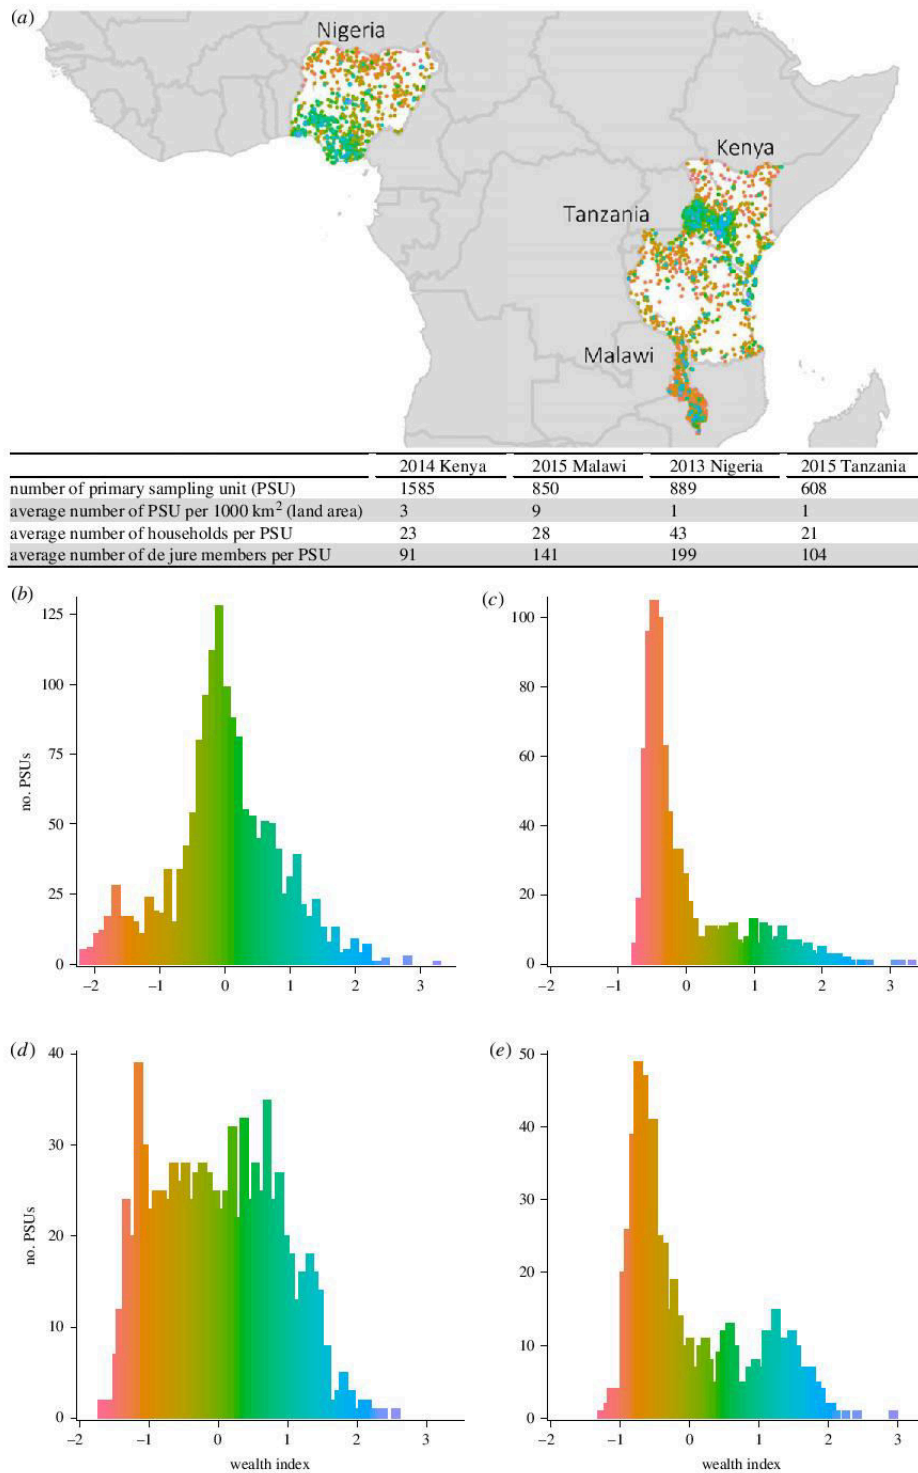 (a)
Nigeria
Kenya
Tanzania
Malawi
2014 Kenya 2015 Malawi 2013 Nigeria 2015 Tanzania
number of primary sampling unit (PSU) 1585 850 889 608
average number of PSU per 1000 km² (land area) 3 9 1 1
average number of households per PSU 23 28 43 21
average number of de jure members per PSU 91 141 199 104
(b)
125
100
75
50
25
0
no. PSUs
–2 –1 0 1 2 3
(c)
100
80
60
40
20
0
–2 –1 0 1 2 3
(d)
40
30
20
10
0
no. PSUs
–2 –1 0 1 2 3
wealth index
(e)
50
40
30
20
10
0
–2 –1 0 1 2 3
wealth index